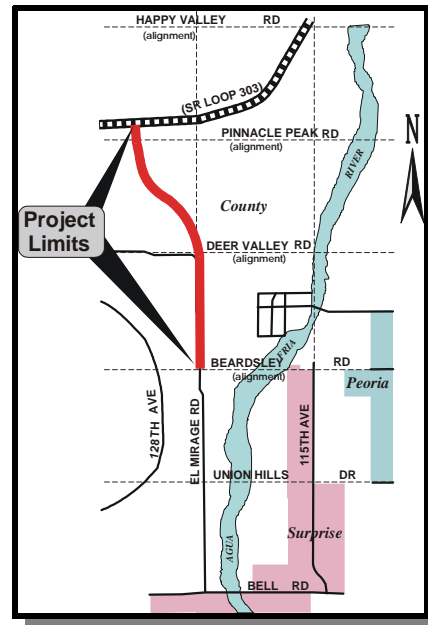 HAPPY VALLEY RD
(alignment)
(SR LOOP 303)
PINNACLE PEAK RD
(alignment)
N
RIVER
County
Project
Limits
DEER VALLEY RD
(alignment)
FRIA
BEARDSLEY RD
(alignment)
Peoria
128TH AVE
EL MIRAGE RD
115TH AVE
UNION HILLS DR
Surprise
AGUA
BELL RD